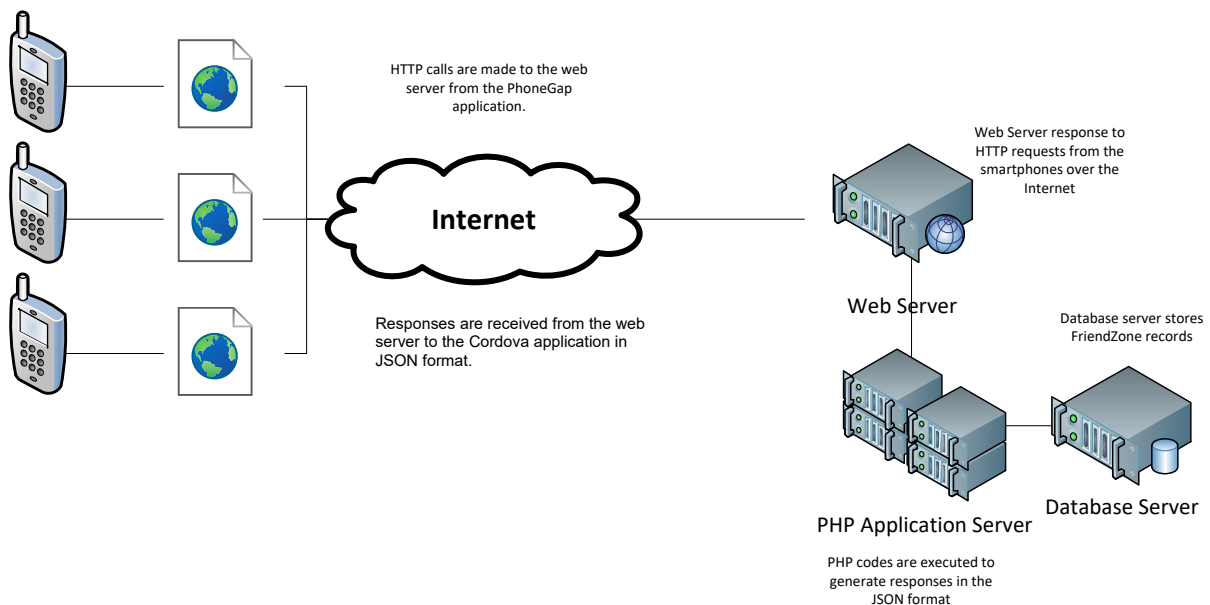 HTTP calls are made to the web
server from the PhoneGap
application.
Web Server response to
HTTP requests from the
smartphones over the
Internet
Internet
Web Server
Responses are received from the web
server to the Cordova application in
JSON format.
Database server stores
FriendZone records
Database Server
PHP Application Server
PHP codes are executed to
generate responses in the
JSON format